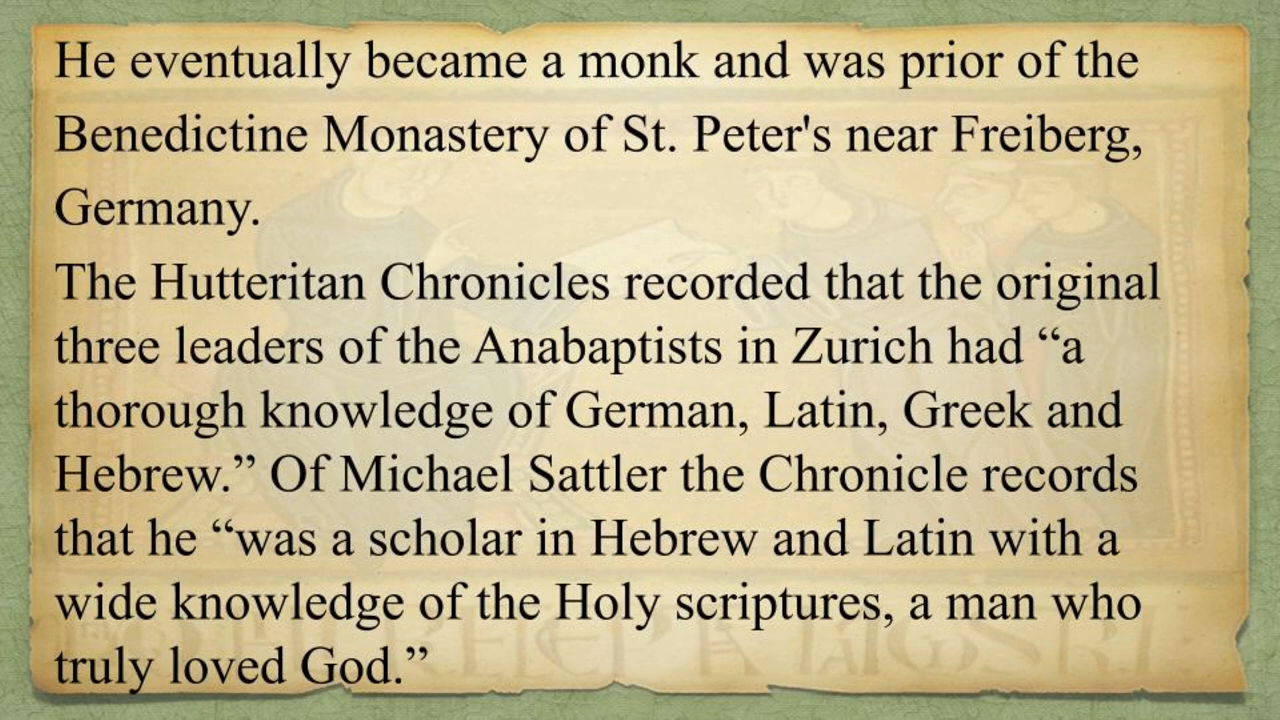 He eventually became a monk and was prior of the
Benedictine Monastery of St. Peter's near Freiberg,
Germany.
The Hutteritan Chronicles recorded that the original
three leaders of the Anabaptists in Zurich had “a
thorough knowledge of German, Latin, Greek and
Hebrew.” Of Michael Sattler the Chronicle records
that he “was a scholar in Hebrew and Latin with a
wide knowledge of the Holy scriptures, a man who
truly loved God.”